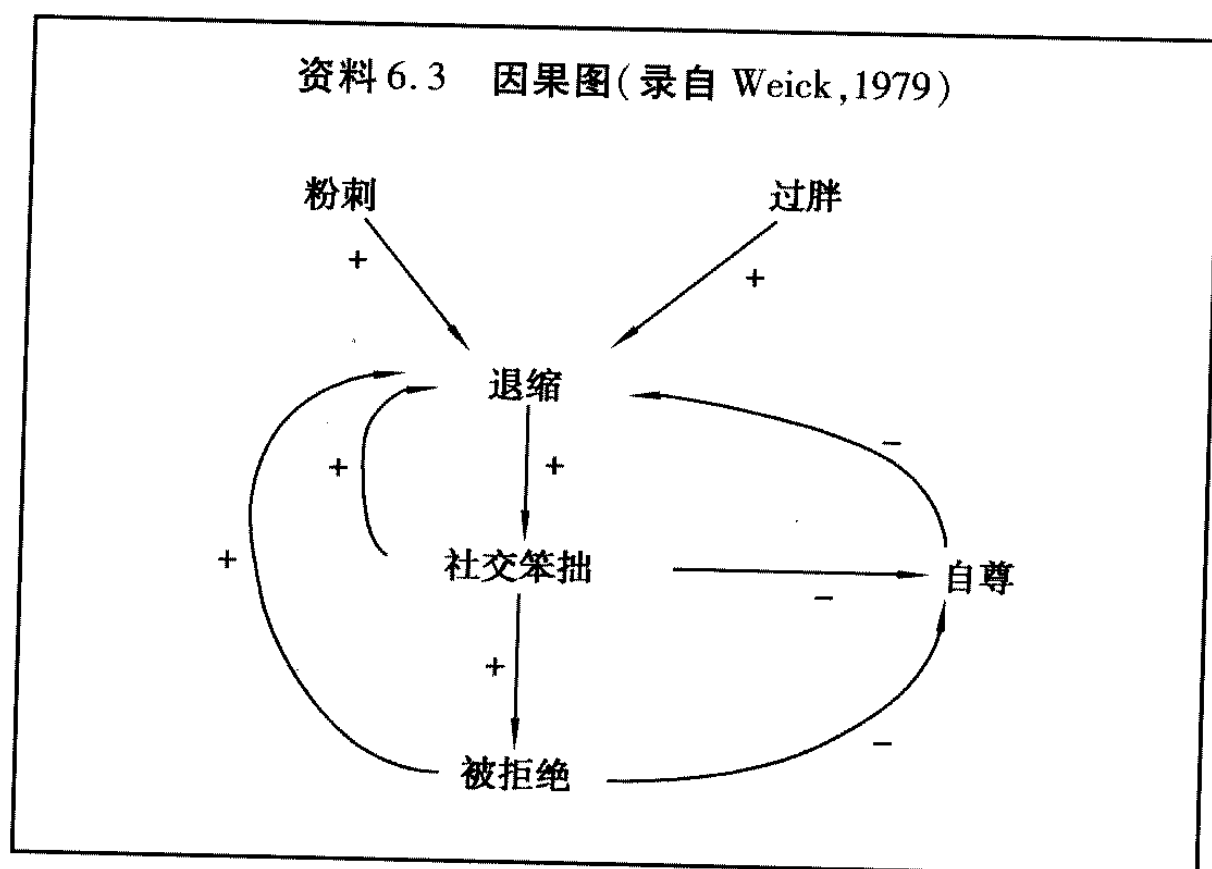 资料6.3 因果图(录自 Weick,1979)
粉刺 过胖
+ +
退缩
−
+ +
+
社交笨拙 自尊
−
+
−
被拒绝